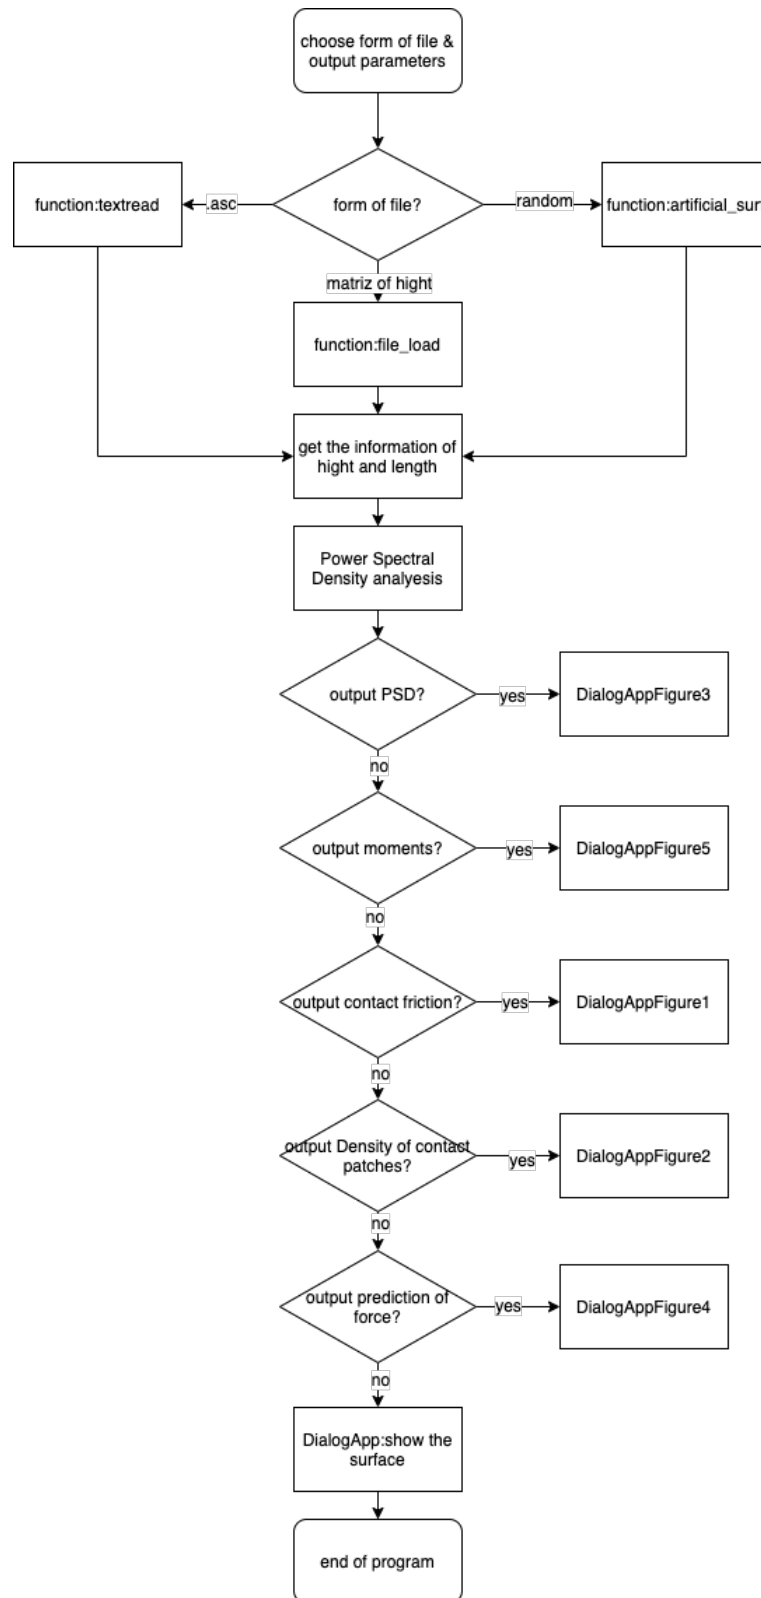 choose form of file &
output parameters
form of file?
.asc
random
function:textread
function:artificial_surf
matriz of hight
function:file_load
get the information of
hight and length
Power Spectral
Density analyesis
output PSD?
yes
DialogAppFigure3
no
output moments?
yes
DialogAppFigure5
no
output contact friction?
yes
DialogAppFigure1
no
output Density of contact
patches?
yes
DialogAppFigure2
no
output prediction of
force?
yes
DialogAppFigure4
no
DialogApp:show the
surface
end of program